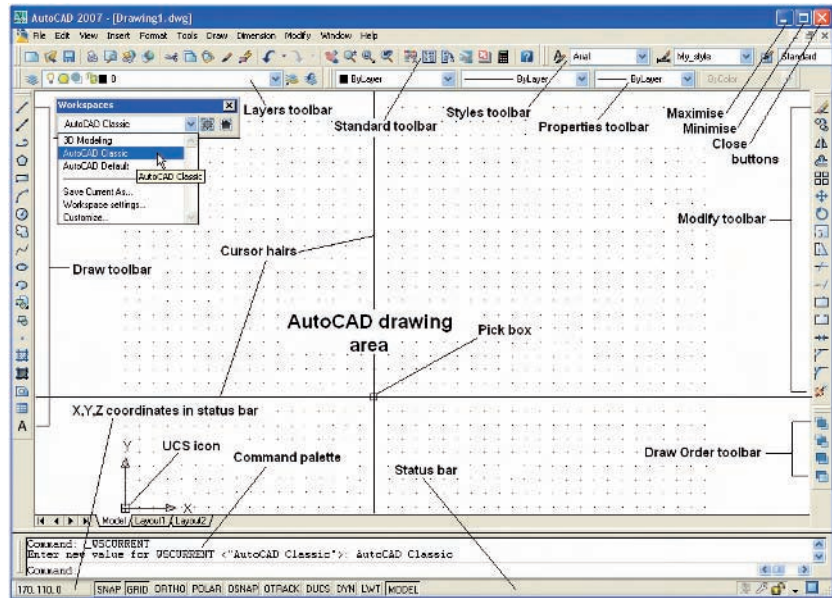 AutoCAD 2007 - [Drawing1.dwg]
File Edit View Insert Format Tools Draw Dimension Modify Window Help
Arial My_style Standard
0 ByLayer ByLayer ByLayer ByColor
Workspaces
AutoCAD Classic
3D Modeling
AutoCAD Classic
AutoCAD Default
AutoCAD Classic
Save Current As...
Workspace settings...
Customize...
Layers toolbar
Standard toolbar
Styles toolbar
Properties toolbar
Maximise
Minimise
Close
buttons
Modify toolbar
Cursor hairs
Draw toolbar
AutoCAD drawing
area
Pick box
X,Y,Z coordinates in status bar
A
Y
UCS icon
Command palette
Status bar
Draw Order toolbar
X
Model Layout1 Layout2
Command: _WSCURRENT
Enter new value for WSCURRENT <"AutoCAD Classic">: AutoCAD Classic
Command
170,110,0 SNAP GRID ORTHO POLAR OSNAP OTRACK DUCS DYN LWT MODEL